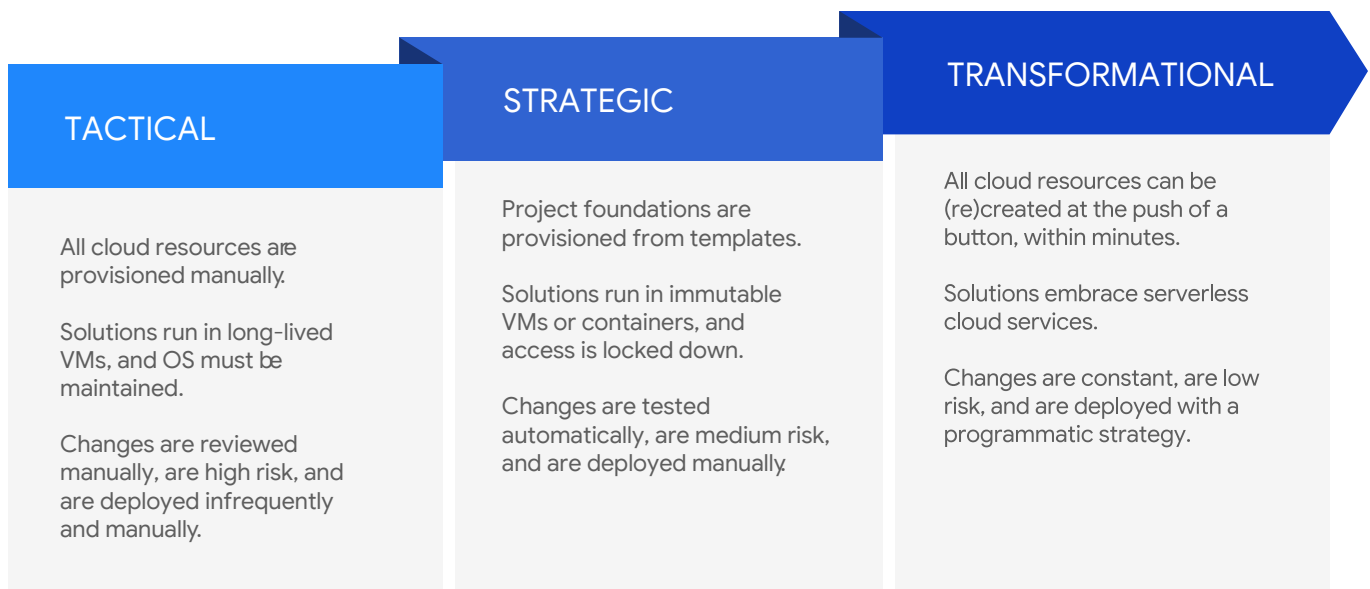 TACTICAL
All cloud resources are
provisioned manually.
Solutions run in long-lived
VMs, and OS must be
maintained.
Changes are reviewed
manually, are high risk, and
are deployed infrequently
and manually.
STRATEGIC
Project foundations are
provisioned from templates.
Solutions run in immutable
VMs or containers, and
access is locked down.
Changes are tested
automatically, are medium risk,
and are deployed manually.
TRANSFORMATIONAL
All cloud resources can be
(re)created at the push of a
button, within minutes.
Solutions embrace serverless
cloud services.
Changes are constant, are low
risk, and are deployed with a
programmatic strategy.